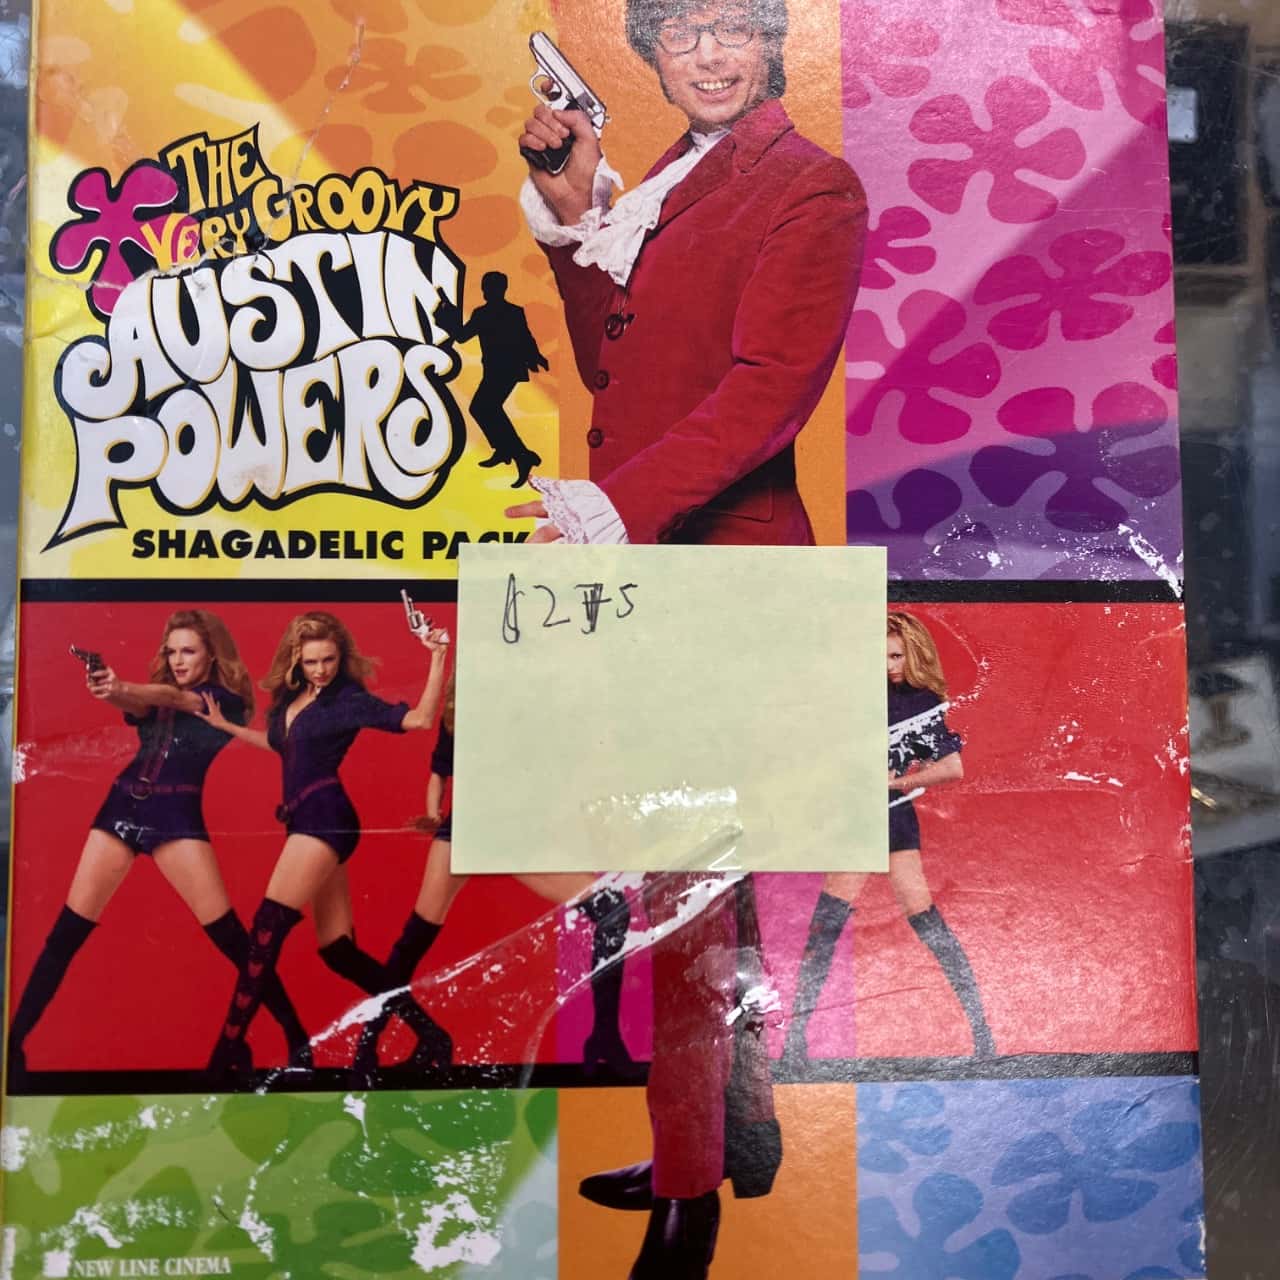 THE
VERY GROOVY
AUSTIN
POWERS
SHAGADELIC PACK
NEW LINE CINEMA